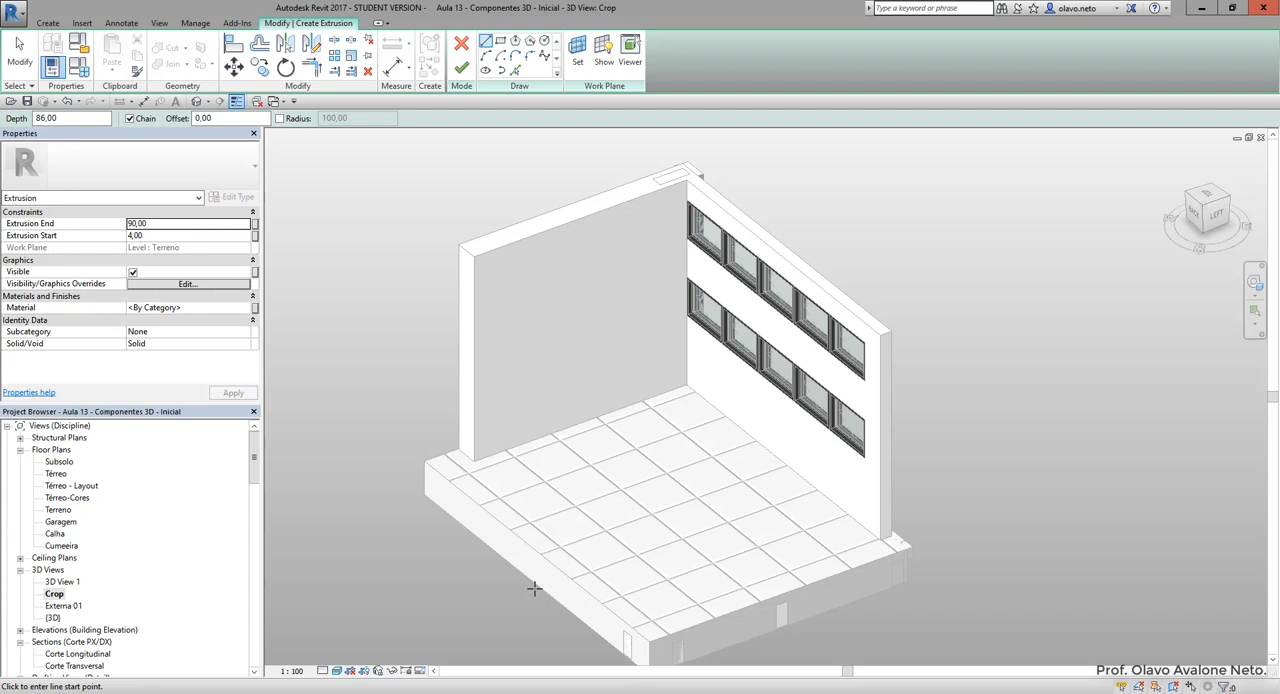 Autodesk Revit 2017 - STUDENT VERSION - Aula 13 - Componentes 3D - Inicial - 3D View: Crop
Type a keyword or phrase
olavo.neto
Create
Insert
Annotate
View
Manage
Add-Ins
Modify | Create Extrusion
Modify
Paste
Cut
Join
Set
Show
Viewer
Select
Properties
Clipboard
Geometry
Modify
Measure
Create
Mode
Draw
Work Plane
Depth
86,00
Chain
Offset: 0,00
Radius:
100,00
Properties
Extrusion
Edit Type
Constraints
Extrusion End
90,00
Extrusion Start
4,00
Work Plane
Level : Terreno
Graphics
Visible
Visibility/Graphics Overrides
Edit...
Materials and Finishes
Material
<By Category>
Identity Data
Subcategory
None
Solid/Void
Solid
Properties help
Apply
Project Browser - Aula 13 - Componentes 3D - Inicial
Views (Discipline)
Structural Plans
Floor Plans
Subsolo
Térreo
Térreo - Layout
Térreo-Cores
Terreno
Garagem
Calha
Cumeeira
Ceiling Plans
3D Views
3D View 1
Crop
Externa 01
{3D}
Elevations (Building Elevation)
Sections (Corte PX/DX)
Corte Longitudinal
Corte Transversal
BACK
LEFT
1 : 100
Prof. Olavo Avalone Neto.
Click to enter line start point.
:0